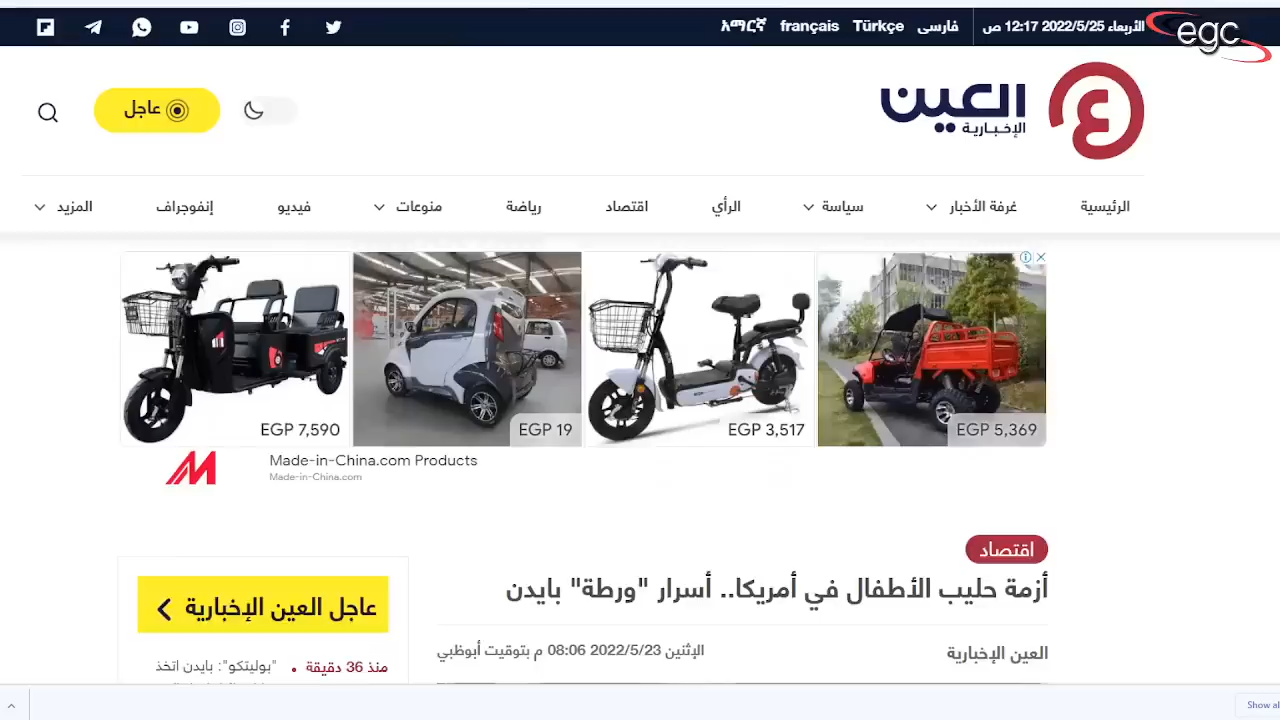 الأربعاء 2022/5/25 12:17 ص
فارسی
Türkçe
français
አማርኛ
egc
العين
الإخبارية
عاجل
الرئيسية
غرفة الأخبار
سياسة
الرأي
اقتصاد
رياضة
منوعات
فيديو
إنفوجراف
المزيد
EGP 7,590
EGP 19
EGP 3,517
EGP 5,369
Made-in-China.com Products
Made-in-China.com
اقتصاد
أزمة حليب الأطفال في أمريكا.. أسرار "ورطة" بايدن
العين الإخبارية
الإثنين 2022/5/23 08:06 م بتوقيت أبوظبي
عاجل العين الإخبارية
منذ 36 دقيقة • "بوليتكو": بايدن اتخذ
Show al